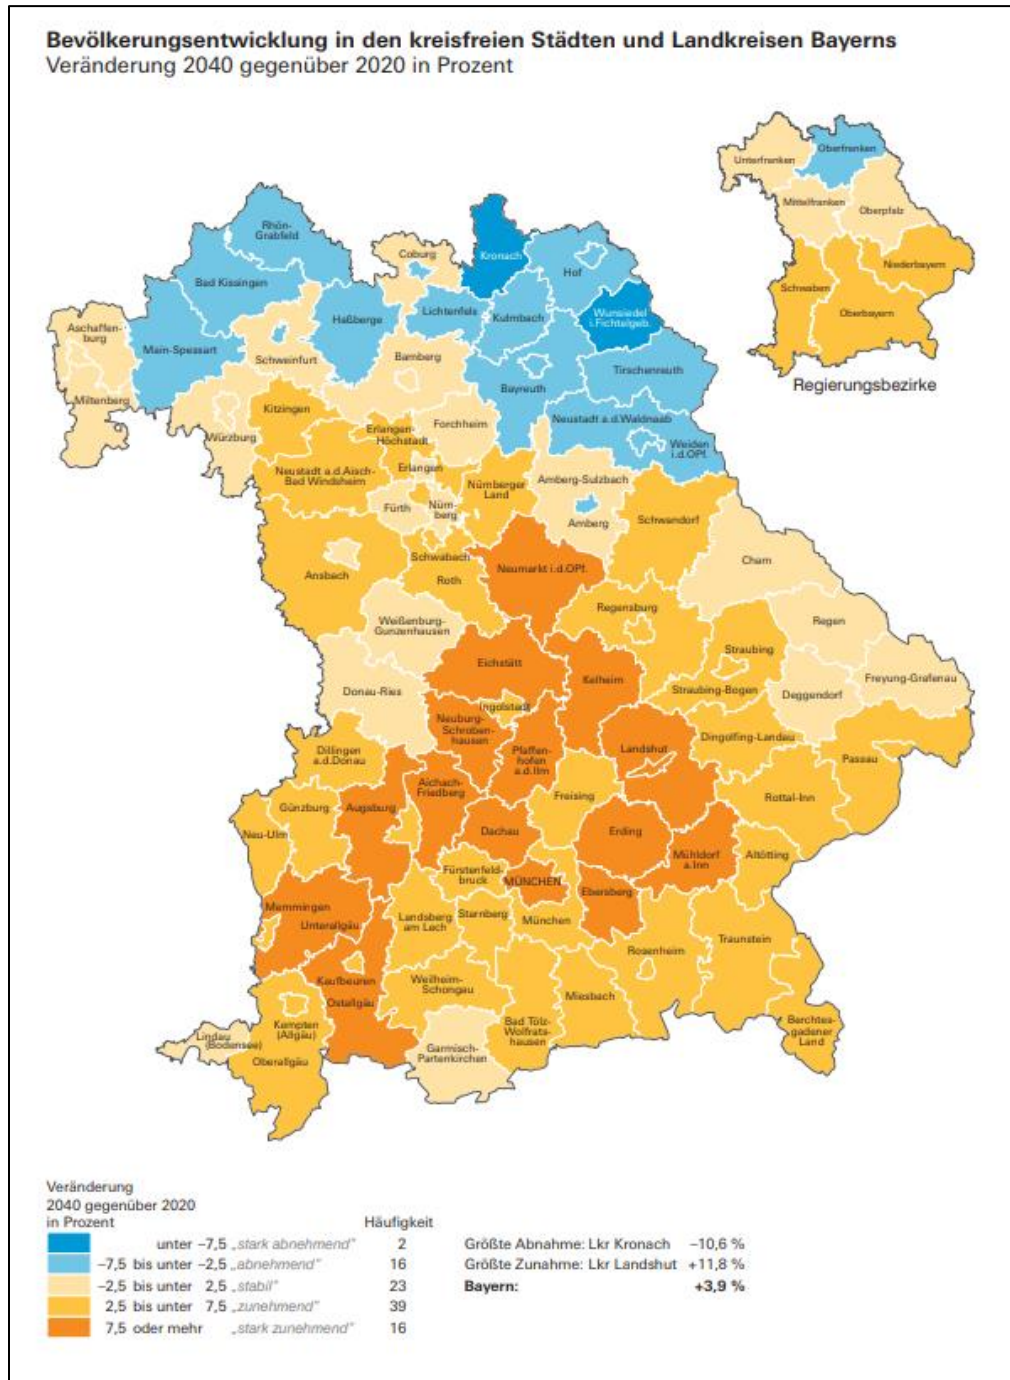 Bevölkerungsentwicklung in den kreisfreien Städten und Landkreisen Bayerns
Veränderung 2040 gegenüber 2020 in Prozent
Unterfranken
Oberfranken
Mittelfranken
Oberpfalz
Niederbayern
Schwaben
Oberbayern
Regierungsbezirke
Rhön-
Grabfeld
Coburg
Kronach
Hof
Bad Kissingen
Lichtenfels
Kulmbach
Wunsiedel
i.Fichtelgeb.
Haßberge
Aschaffen-
burg
Main-Spessart
Schweinfurt
Bamberg
Bayreuth
Tirschenreuth
Miltenberg
Würzburg
Kitzingen
Forchheim
Neustadt a.d.Waldnaab
Weiden
i.d.OPf.
Erlangen-
Höchstadt
Erlangen
Neustadt a.d.Aisch-
Bad Windsheim
Nürnberger
Land
Amberg-Sulzbach
Amberg
Fürth
Nürn-
berg
Schwandorf
Schwabach
Roth
Ansbach
Neumarkt i.d.OPf.
Cham
Weißenburg-
Gunzenhausen
Regensburg
Regen
Straubing
Eichstätt
Kelheim
Freyung-Grafenau
Donau-Ries
Straubing-Bogen
Deggendorf
Ingolstadt
Neuburg-
Schroben-
hausen
Dingolfing-Landau
Dillingen
a.d.Donau
Pfaffen-
hofen
a.d.Ilm
Landshut
Passau
Aichach-
Friedberg
Freising
Rottal-Inn
Günzburg
Augsburg
Neu-Ulm
Dachau
Erding
Mühldorf
a.Inn
Altötting
Fürstenfeld-
bruck
MÜNCHEN
Ebersberg
Memmingen
Unterallgäu
Landsberg
am Lech
Starnberg
München
Rosenheim
Traunstein
Kaufbeuren
Ostallgäu
Weilheim-
Schongau
Miesbach
Bad Tölz-
Wolfrats-
hausen
Berchtes-
gadener
Land
Kempten
(Allgäu)
Lindau
(Bodensee)
Oberallgäu
Garmisch-
Partenkirchen
Veränderung
2040 gegenüber 2020
in Prozent Häufigkeit
unter –7,5 „stark abnehmend“ 2
–7,5 bis unter –2,5 „abnehmend“ 16
–2,5 bis unter 2,5 „stabil“ 23
2,5 bis unter 7,5 „zunehmend“ 39
7,5 oder mehr „stark zunehmend“ 16
Größte Abnahme: Lkr Kronach –10,6 %
Größte Zunahme: Lkr Landshut +11,8 %
Bayern: +3,9 %